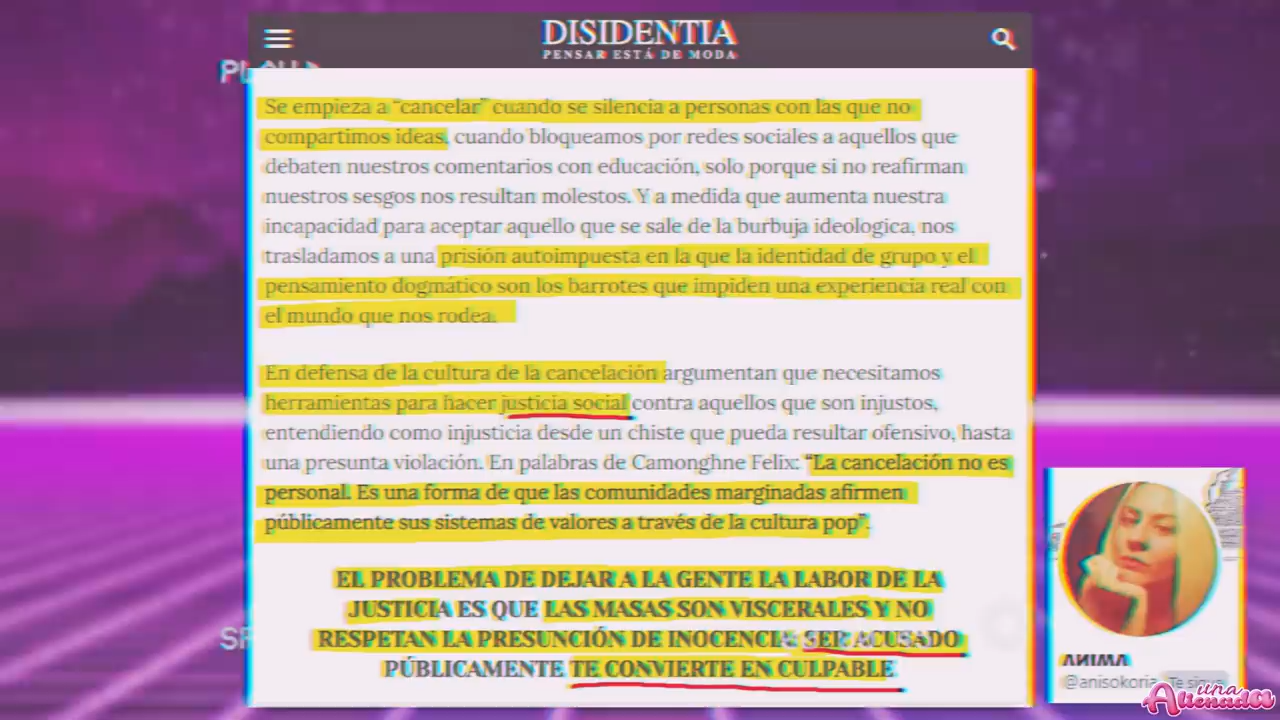 DISIDENTIA
PENSAR ESTÁ DE MODA
Se empieza a “cancelar” cuando se silencia a personas con las que no
compartimos ideas, cuando bloqueamos por redes sociales a aquellos que
debaten nuestros comentarios con educación, solo porque si no reafirman
nuestros sesgos nos resultan molestos. Y a medida que aumenta nuestra
incapacidad para aceptar aquello que se sale de la burbuja ideologica, nos
trasladamos a una prisión autoimpuesta en la que la identidad de grupo y el
pensamiento dogmático son los barrotes que impiden una experiencia real con
el mundo que nos rodea.
En defensa de la cultura de la cancelación argumentan que necesitamos
herramientas para hacer justicia social contra aquellos que son injustos,
entendiendo como injusticia desde un chiste que pueda resultar ofensivo, hasta
una presunta violación. En palabras de Camonghne Felix: “La cancelación no es
personal. Es una forma de que las comunidades marginadas afirmen
públicamente sus sistemas de valores a través de la cultura pop”.
EL PROBLEMA DE DEJAR A LA GENTE LA LABOR DE LA
JUSTICIA ES QUE LAS MASAS SON VISCERALES Y NO
RESPETAN LA PRESUNCIÓN DE INOCENCIA SER ACUSADO
PÚBLICAMENTE TE CONVIERTE EN CULPABLE
ANIMA
@anisokoria Te sigue
una
Alienada